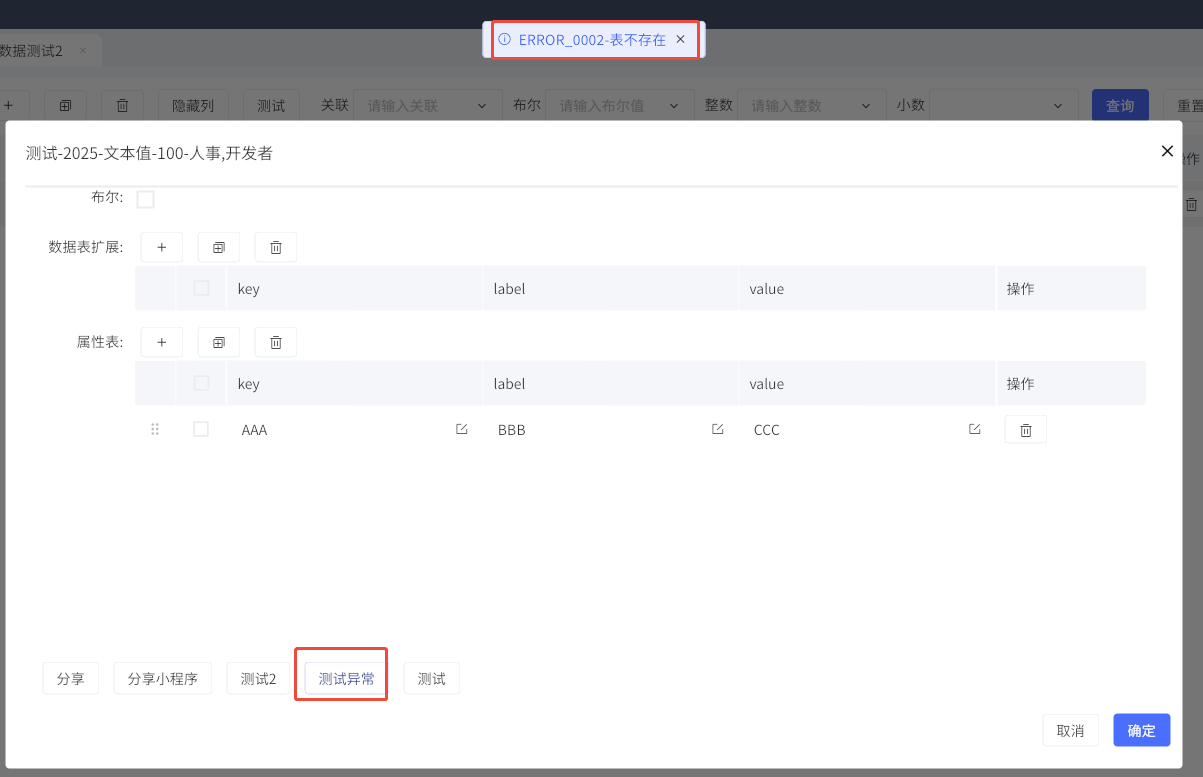 ERROR_0002-表不存在
数据测试2
隐藏列 测试 关联 请输入关联 布尔 请输入布尔值 整数 请输入整数 小数 查询 重置
测试-2025-文本值-100-人事,开发者
操作
布尔:
数据表扩展:
key label value 操作
属性表:
key label value 操作
AAA BBB CCC
分享 分享小程序 测试2 测试异常 测试
取消 确定